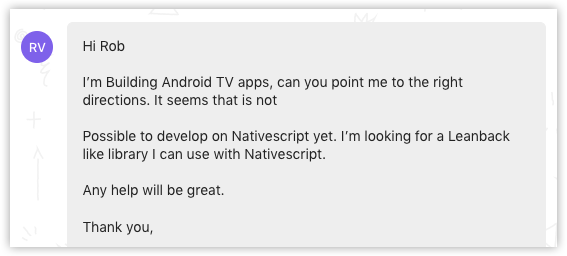 RV
Hi Rob
I'm Building Android TV apps, can you point me to the right
directions. It seems that is not
Possible to develop on Nativescript yet. I'm looking for a Leanback
like library I can use with Nativescript.
Any help will be great.
Thank you,